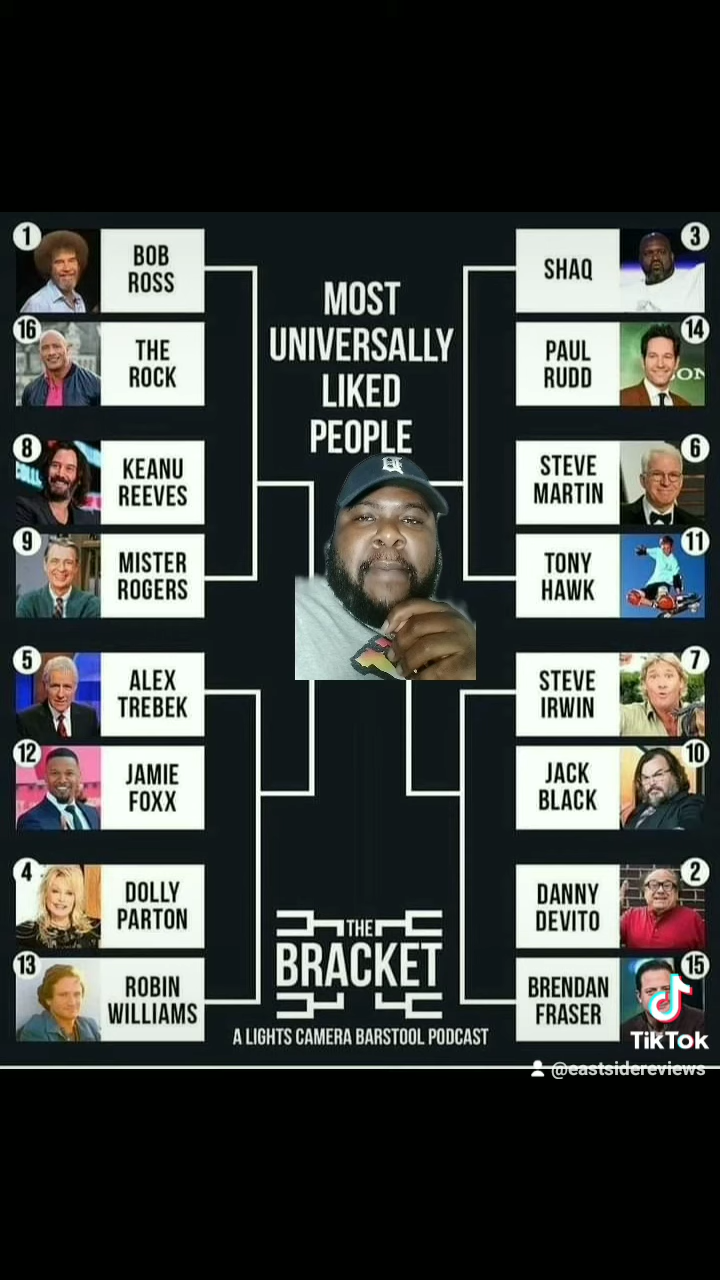 MOST
UNIVERSALLY
LIKED
PEOPLE
1
BOB
ROSS
16
THE
ROCK
8
KEANU
REEVES
9
MISTER
ROGERS
5
ALEX
TREBEK
12
JAMIE
FOXX
4
DOLLY
PARTON
13
ROBIN
WILLIAMS
3
SHAQ
14
PAUL
RUDD
ON
6
STEVE
MARTIN
11
TONY
HAWK
7
STEVE
IRWIN
10
JACK
BLACK
2
DANNY
DEVITO
15
BRENDAN
FRASER
THE
BRACKET
A LIGHTS CAMERA BARSTOOL PODCAST
TikTok
@eastsidereviews